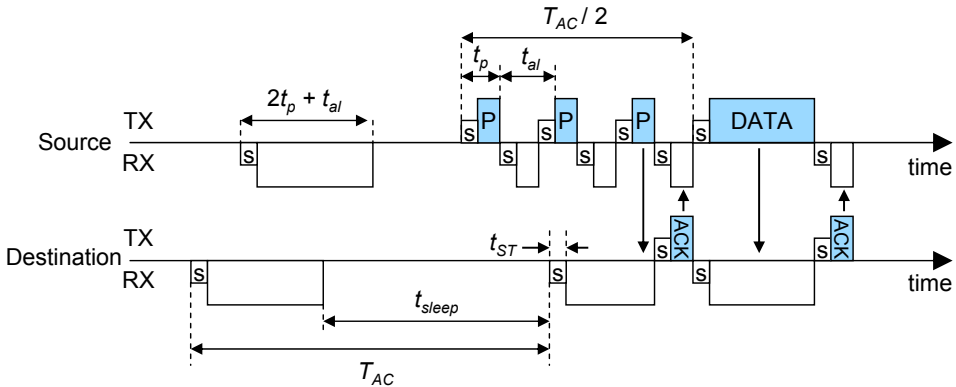 T_AC / 2
t_p
t_al
2t_p + t_al
TX
P
P
P
DATA
Source
s
s
s
s
s
RX
s
s
s
s
time
TX
ACK
ACK
Destination
t_ST
s
s
RX
s
s
s
time
t_sleep
T_AC